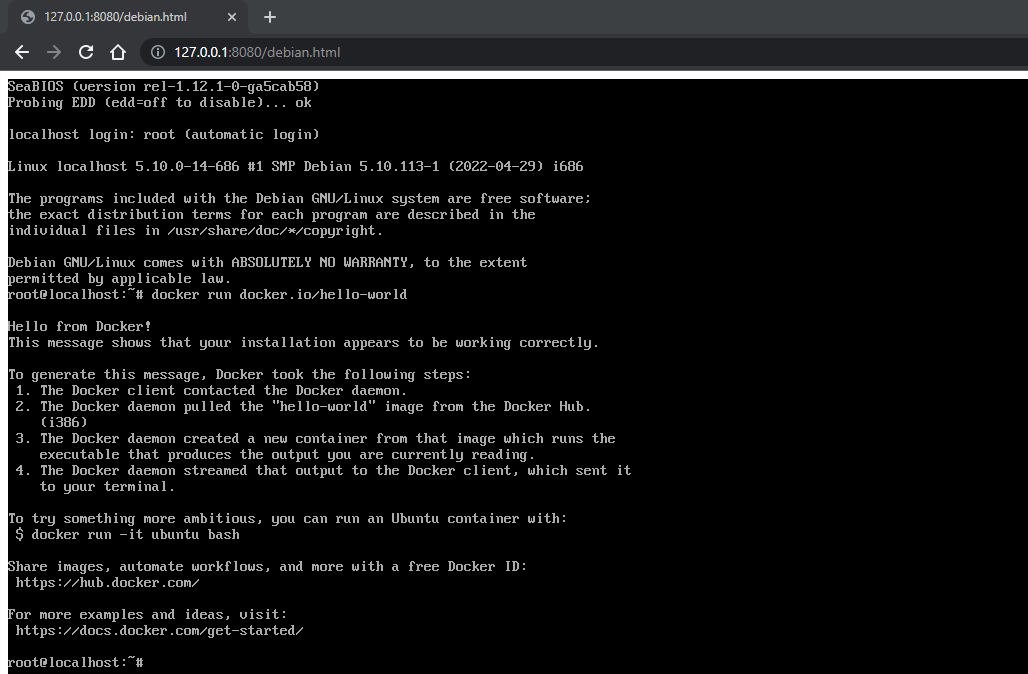 127.0.0.1:8080/debian.html
127.0.0.1:8080/debian.html
SeaBIOS (version rel-1.12.1-0-ga5cab58)
Probing EDD (edd=off to disable)... ok
localhost login: root (automatic login)
Linux localhost 5.10.0-14-686 #1 SMP Debian 5.10.113-1 (2022-04-29) i686
The programs included with the Debian GNU/Linux system are free software;
the exact distribution terms for each program are described in the
individual files in /usr/share/doc/*/copyright.
Debian GNU/Linux comes with ABSOLUTELY NO WARRANTY, to the extent
permitted by applicable law.
root@localhost:~# docker run docker.io/hello-world
Hello from Docker!
This message shows that your installation appears to be working correctly.
To generate this message, Docker took the following steps:
1. The Docker client contacted the Docker daemon.
2. The Docker daemon pulled the "hello-world" image from the Docker Hub.
(i386)
3. The Docker daemon created a new container from that image which runs the
executable that produces the output you are currently reading.
4. The Docker daemon streamed that output to the Docker client, which sent it
to your terminal.
To try something more ambitious, you can run an Ubuntu container with:
$ docker run -it ubuntu bash
Share images, automate workflows, and more with a free Docker ID:
https://hub.docker.com/
For more examples and ideas, visit:
https://docs.docker.com/get-started/
root@localhost:~#